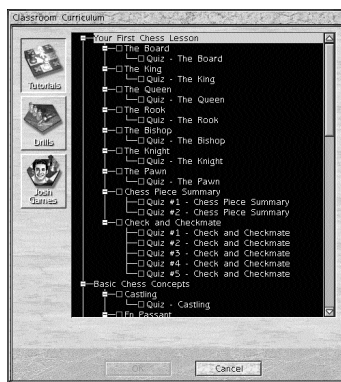 Classroom Curriculum
Tutorials
Drills
Josh
Games
Your First Chess Lesson
The Board
Quiz - The Board
The King
Quiz - The King
The Queen
Quiz - The Queen
The Rook
Quiz - The Rook
The Bishop
Quiz - The Bishop
The Knight
Quiz - The Knight
The Pawn
Quiz - The Pawn
Chess Piece Summary
Quiz #1 - Chess Piece Summary
Quiz #2 - Chess Piece Summary
Check and Checkmate
Quiz #1 - Check and Checkmate
Quiz #2 - Check and Checkmate
Quiz #3 - Check and Checkmate
Quiz #4 - Check and Checkmate
Quiz #5 - Check and Checkmate
Basic Chess Concepts
Castling
Quiz - Castling
En Passant
OK
Cancel